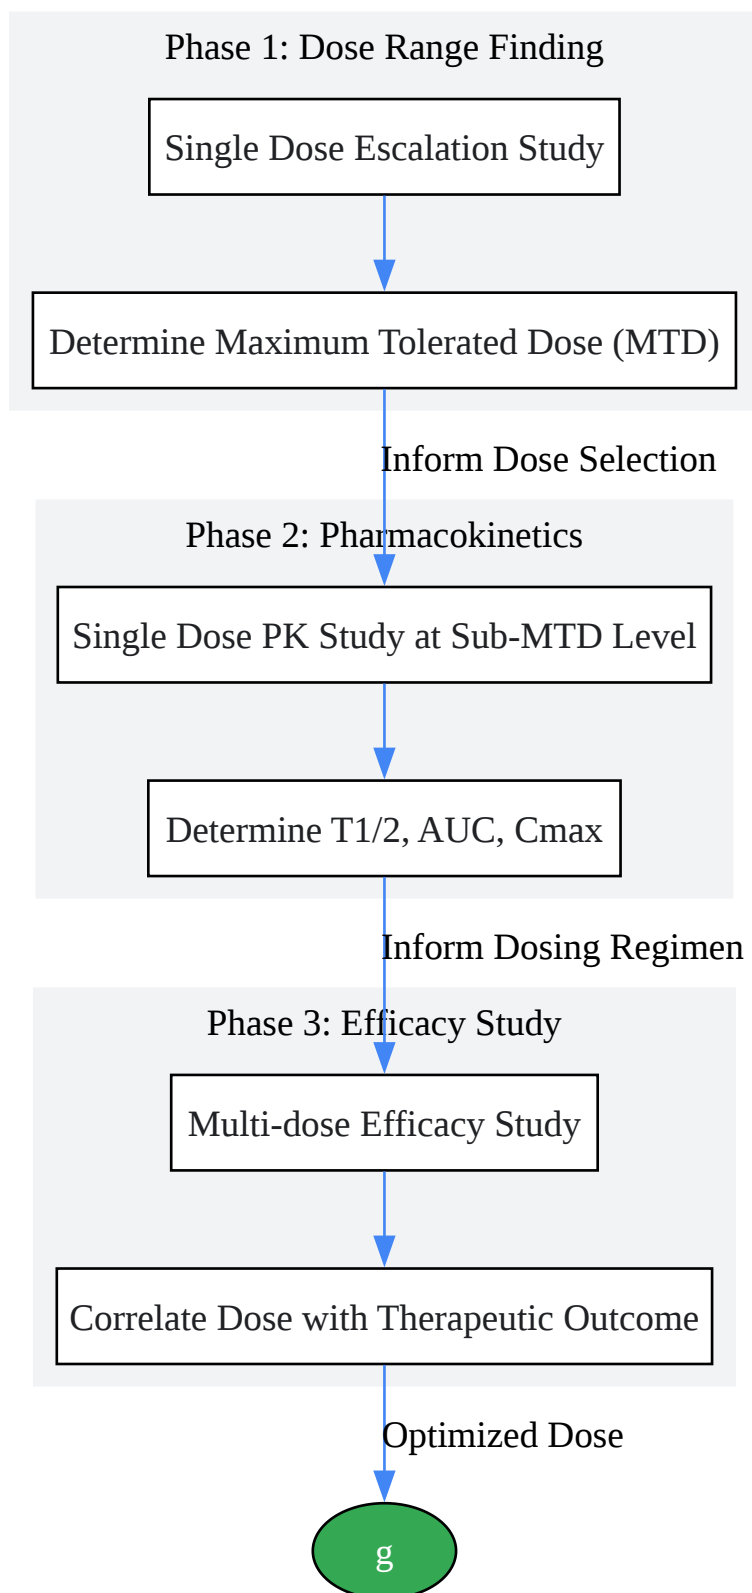 Phase 1: Dose Range Finding
Single Dose Escalation Study
Determine Maximum Tolerated Dose (MTD)
Inform Dose Selection
Phase 2: Pharmacokinetics
Single Dose PK Study at Sub-MTD Level
Determine T1/2, AUC, Cmax
Inform Dosing Regimen
Phase 3: Efficacy Study
Multi-dose Efficacy Study
Correlate Dose with Therapeutic Outcome
Optimized Dose
g